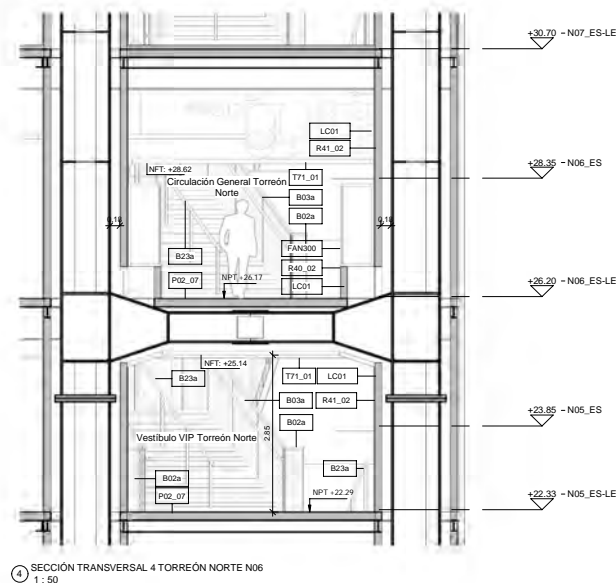 +30.70 - N07_ES-LE
LC01
R41_02
+28.35 - N06_ES
NFT: +28.62
T71_01
Circulación General Torreón
Norte
B03a
B02a
0.18
0.18
B23a
FAN300
R40_02
P02_07
NPT +26.17
LC01
+26.20 - N06_ES-LE
NFT: +25.14
B23a
T71_01
LC01
B03a
R41_02
+23.85 - N05_ES
B02a
2.85
Vestíbulo VIP Torreón Norte
B23a
B02a
P02_07
NPT +22.29
+22.33 - N05_ES-LE
4
SECCIÓN TRANSVERSAL 4 TORREÓN NORTE N06
1 : 50